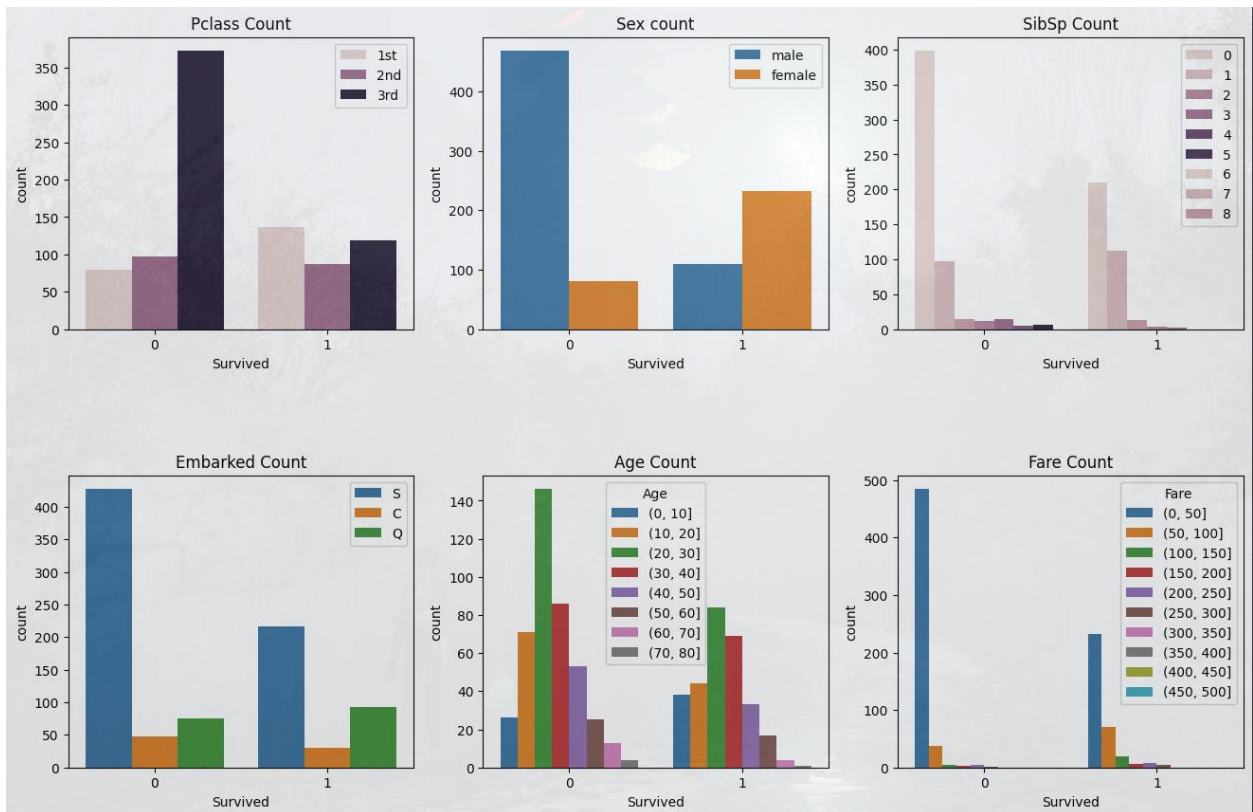 Pclass Count
350
300
250
200
150
100
50
0
count
1st
2nd
3rd
0 1
Survived
Sex count
400
300
200
100
0
count
male
female
0 1
Survived
SibSp Count
400
350
300
250
200
150
100
50
0
count
0
1
2
3
4
5
6
7
8
0 1
Survived
Embarked Count
400
350
300
250
200
150
100
50
0
count
S
C
Q
0 1
Survived
Age Count
140
120
100
80
60
40
20
0
count
Age
(0, 10]
(10, 20]
(20, 30]
(30, 40]
(40, 50]
(50, 60]
(60, 70]
(70, 80]
0 1
Survived
Fare Count
500
400
300
200
100
0
count
Fare
(0, 50]
(50, 100]
(100, 150]
(150, 200]
(200, 250]
(250, 300]
(300, 350]
(350, 400]
(400, 450]
(450, 500]
0 1
Survived